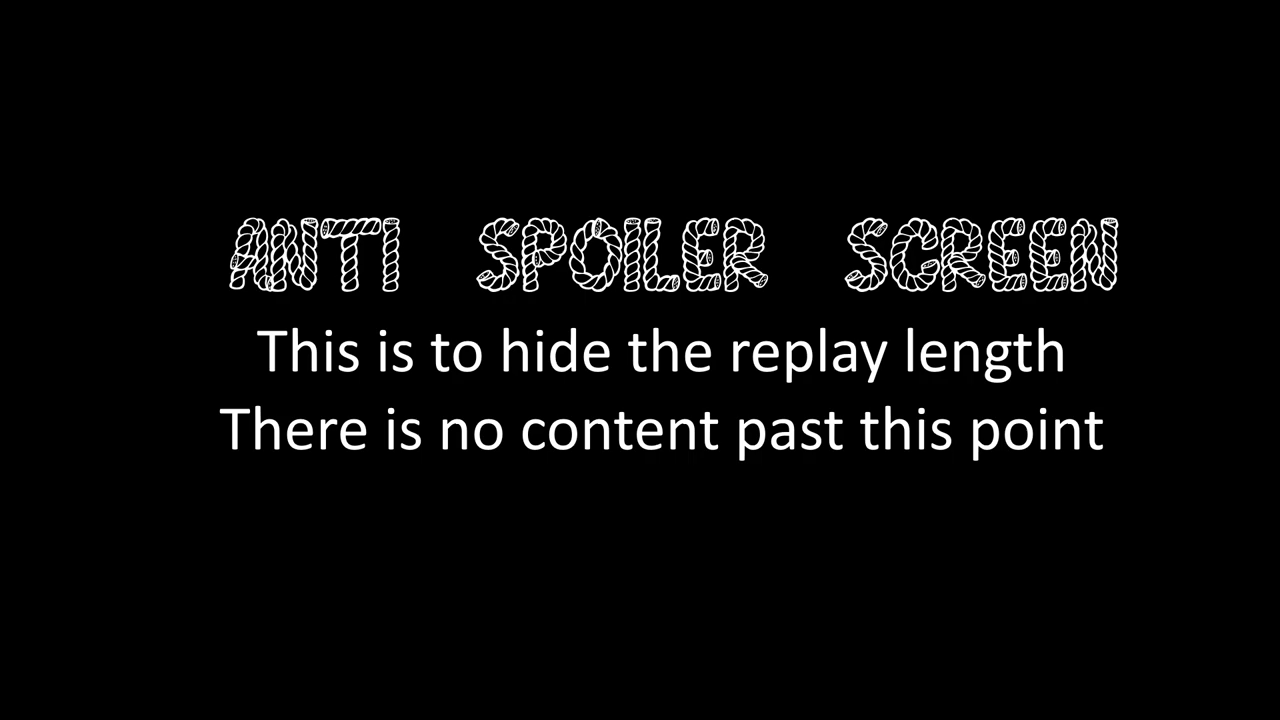 ANTI SPOILER SCREEN
This is to hide the replay length
There is no content past this point